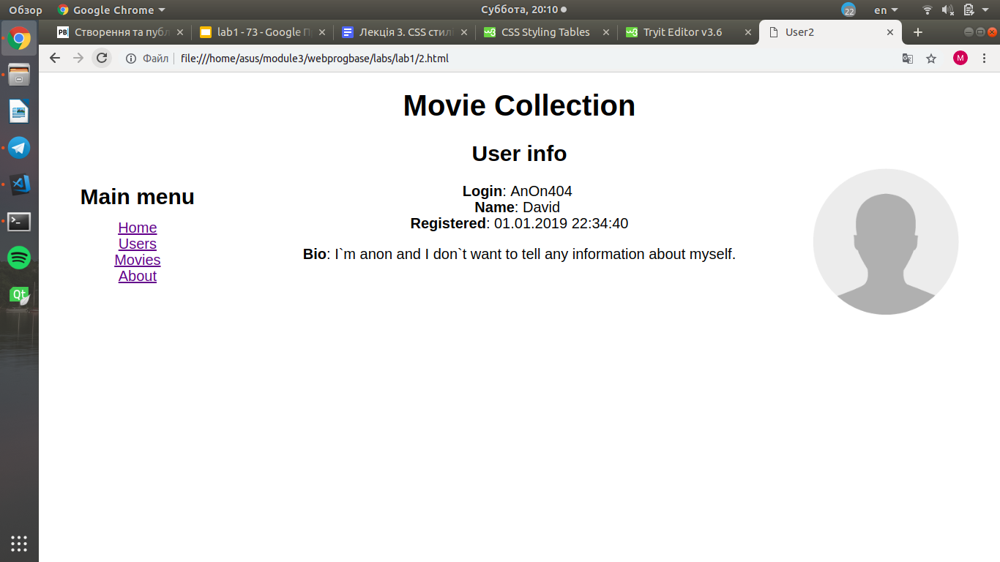 Обзор Google Chrome Суббота, 20:10 22 en
PB Створення та публ lab1 - 73 - Google П Лекція 3. CSS стил CSS Styling Tables Tryit Editor v3.6 User2
Файл file:///home/asus/module3/webprogbase/labs/lab1/2.html M
Movie Collection
User info
Main menu
Home
Users
Movies
About
Login: AnOn404
Name: David
Registered: 01.01.2019 22:34:40
Bio: I`m anon and I don`t want to tell any information about myself.
Qt